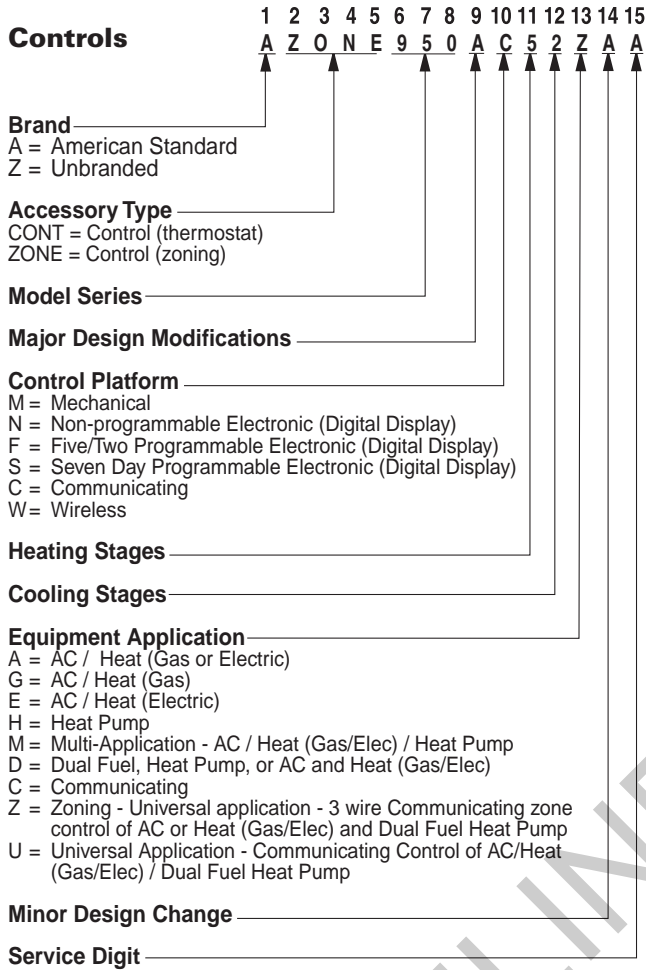 1 2 3 4 5 6 7 8 9 10 11 12 13 14 15
Controls A Z O N E 9 5 0 A C 5 2 Z A A
Brand
A = American Standard
Z = Unbranded
Accessory Type
CONT = Control (thermostat)
ZONE = Control (zoning)
Model Series
Major Design Modifications
Control Platform
M = Mechanical
N = Non-programmable Electronic (Digital Display)
F = Five/Two Programmable Electronic (Digital Display)
S = Seven Day Programmable Electronic (Digital Display)
C = Communicating
W = Wireless
Heating Stages
Cooling Stages
Equipment Application
A = AC / Heat (Gas or Electric)
G = AC / Heat (Gas)
E = AC / Heat (Electric)
H = Heat Pump
M = Multi-Application - AC / Heat (Gas/Elec) / Heat Pump
D = Dual Fuel, Heat Pump, or AC and Heat (Gas/Elec)
C = Communicating
Z = Zoning - Universal application - 3 wire Communicating zone
control of AC or Heat (Gas/Elec) and Dual Fuel Heat Pump
U = Universal Application - Communicating Control of AC/Heat
(Gas/Elec) / Dual Fuel Heat Pump
Minor Design Change
Service Digit